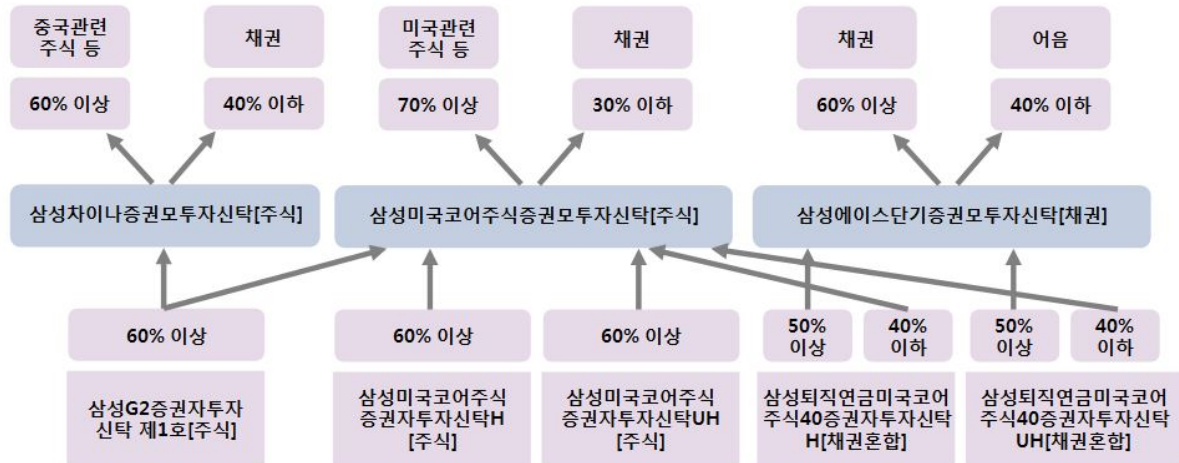 중국관련
주식 등
채권
미국관련
주식 등
채권
채권
어음
60% 이상
40% 이하
70% 이상
30% 이하
60% 이상
40% 이하
삼성차이나증권모투자신탁[주식]
삼성미국코어주식증권모투자신탁[주식]
삼성에이스단기증권모투자신탁[채권]
60% 이상
60% 이상
60% 이상
50%
이상
40%
이하
50%
이상
40%
이하
삼성G2증권자투자
신탁 제1호[주식]
삼성미국코어주식
증권자투자신탁H
[주식]
삼성미국코어주식
증권자투자신탁UH
[주식]
삼성퇴직연금미국코어
주식40증권자투자신탁
H[채권혼합]
삼성퇴직연금미국코어
주식40증권자투자신탁
UH[채권혼합]